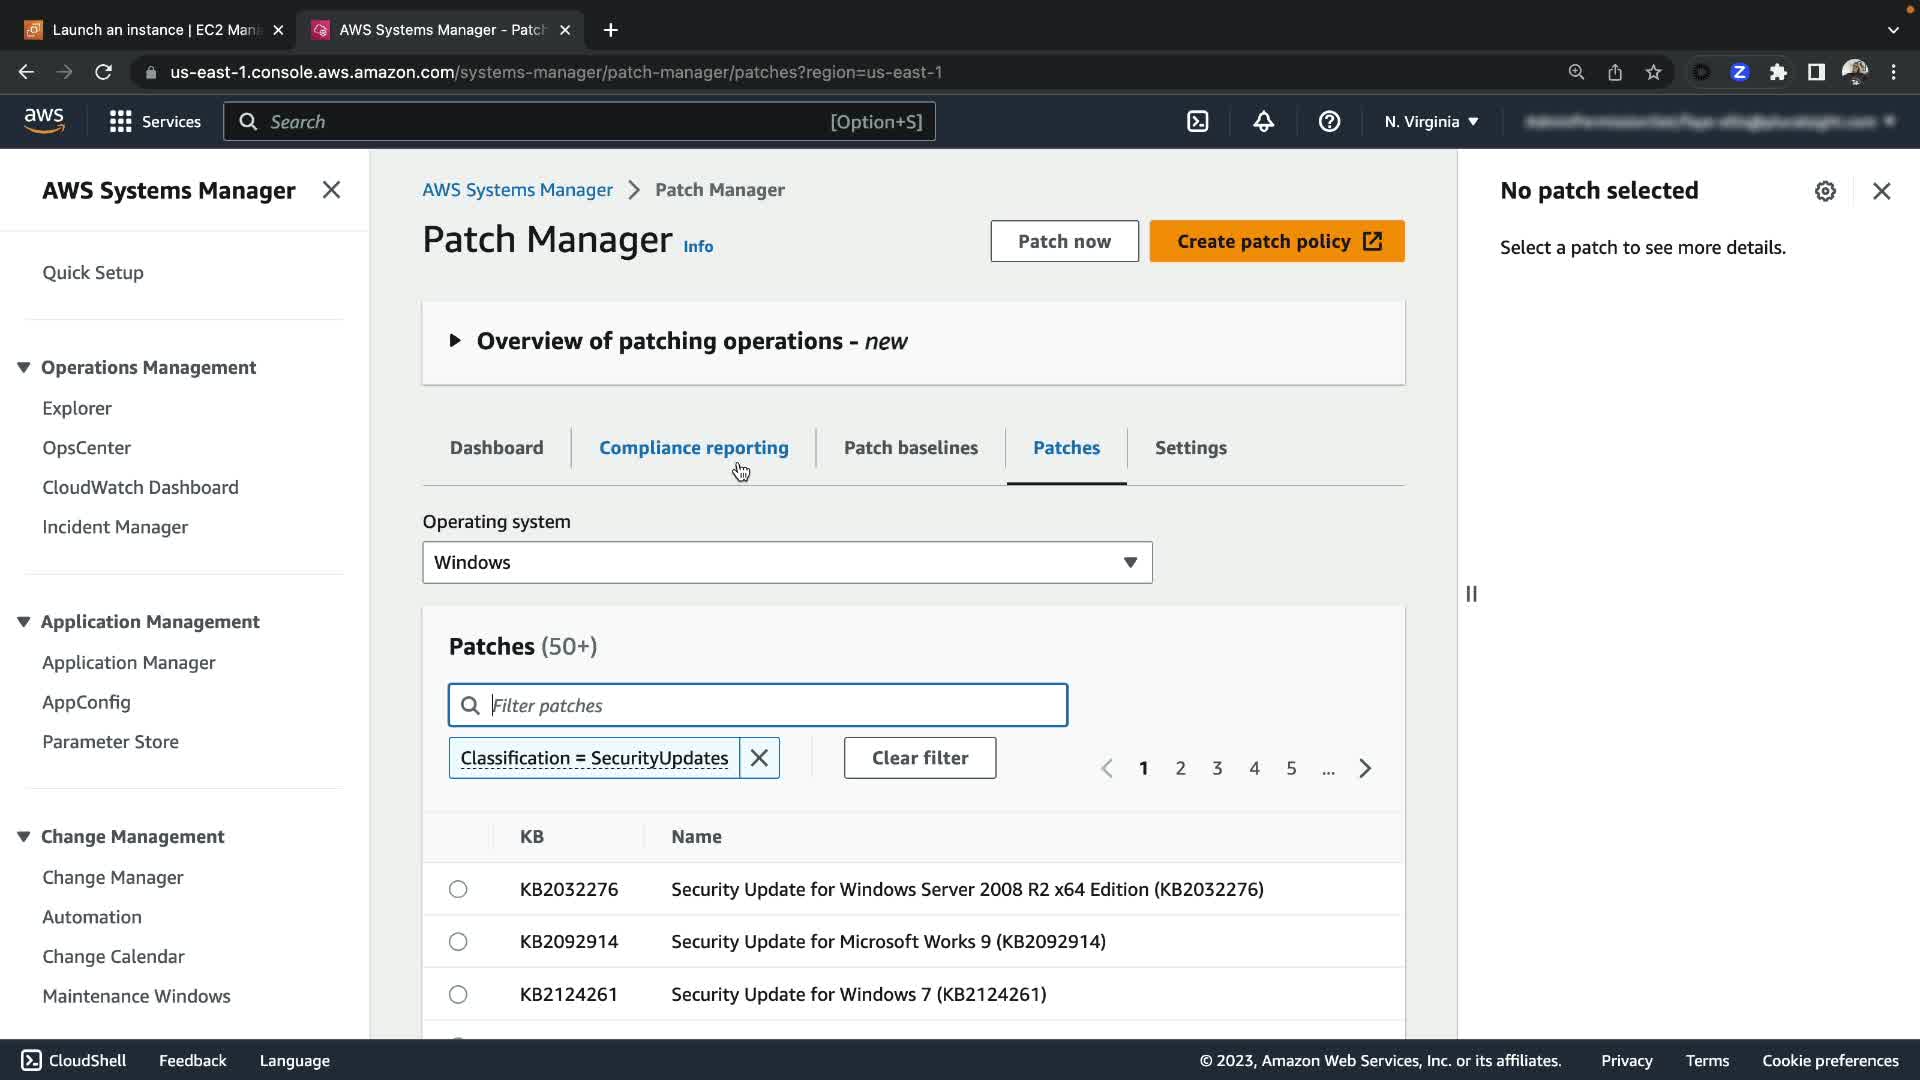 Launch an instance | EC2 Man
AWS Systems Manager - Patch
us-east-1.console.aws.amazon.com/systems-manager/patch-manager/patches?region=us-east-1
aws
Services
Search
[Option+S]
N. Virginia
AWS Systems Manager
Quick Setup
Operations Management
Explorer
OpsCenter
CloudWatch Dashboard
Incident Manager
Application Management
Application Manager
AppConfig
Parameter Store
Change Management
Change Manager
Automation
Change Calendar
Maintenance Windows
AWS Systems Manager > Patch Manager
Patch Manager Info
Patch now
Create patch policy
Overview of patching operations - new
Dashboard
Compliance reporting
Patch baselines
Patches
Settings
Operating system
Windows
Patches (50+)
Filter patches
Classification = SecurityUpdates
Clear filter
1 2 3 4 5 ...
KB Name
KB2032276 Security Update for Windows Server 2008 R2 x64 Edition (KB2032276)
KB2092914 Security Update for Microsoft Works 9 (KB2092914)
KB2124261 Security Update for Windows 7 (KB2124261)
No patch selected
Select a patch to see more details.
CloudShell
Feedback
Language
© 2023, Amazon Web Services, Inc. or its affiliates.
Privacy
Terms
Cookie preferences